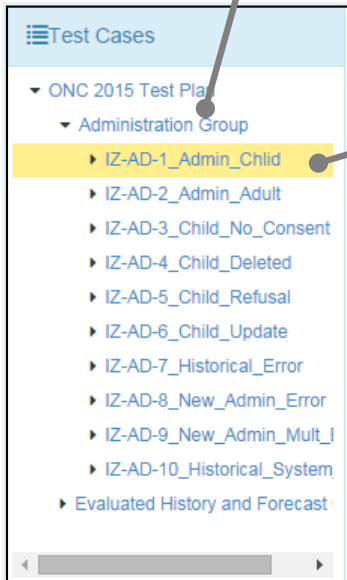 Test Cases
ONC 2015 Test Plan
Administration Group
IZ-AD-1_Admin_Chlid
IZ-AD-2_Admin_Adult
IZ-AD-3_Child_No_Consent
IZ-AD-4_Child_Deleted
IZ-AD-5_Child_Refusal
IZ-AD-6_Child_Update
IZ-AD-7_Historical_Error
IZ-AD-8_New_Admin_Error
IZ-AD-9_New_Admin_Mult_
IZ-AD-10_Historical_System_
Evaluated History and Forecast